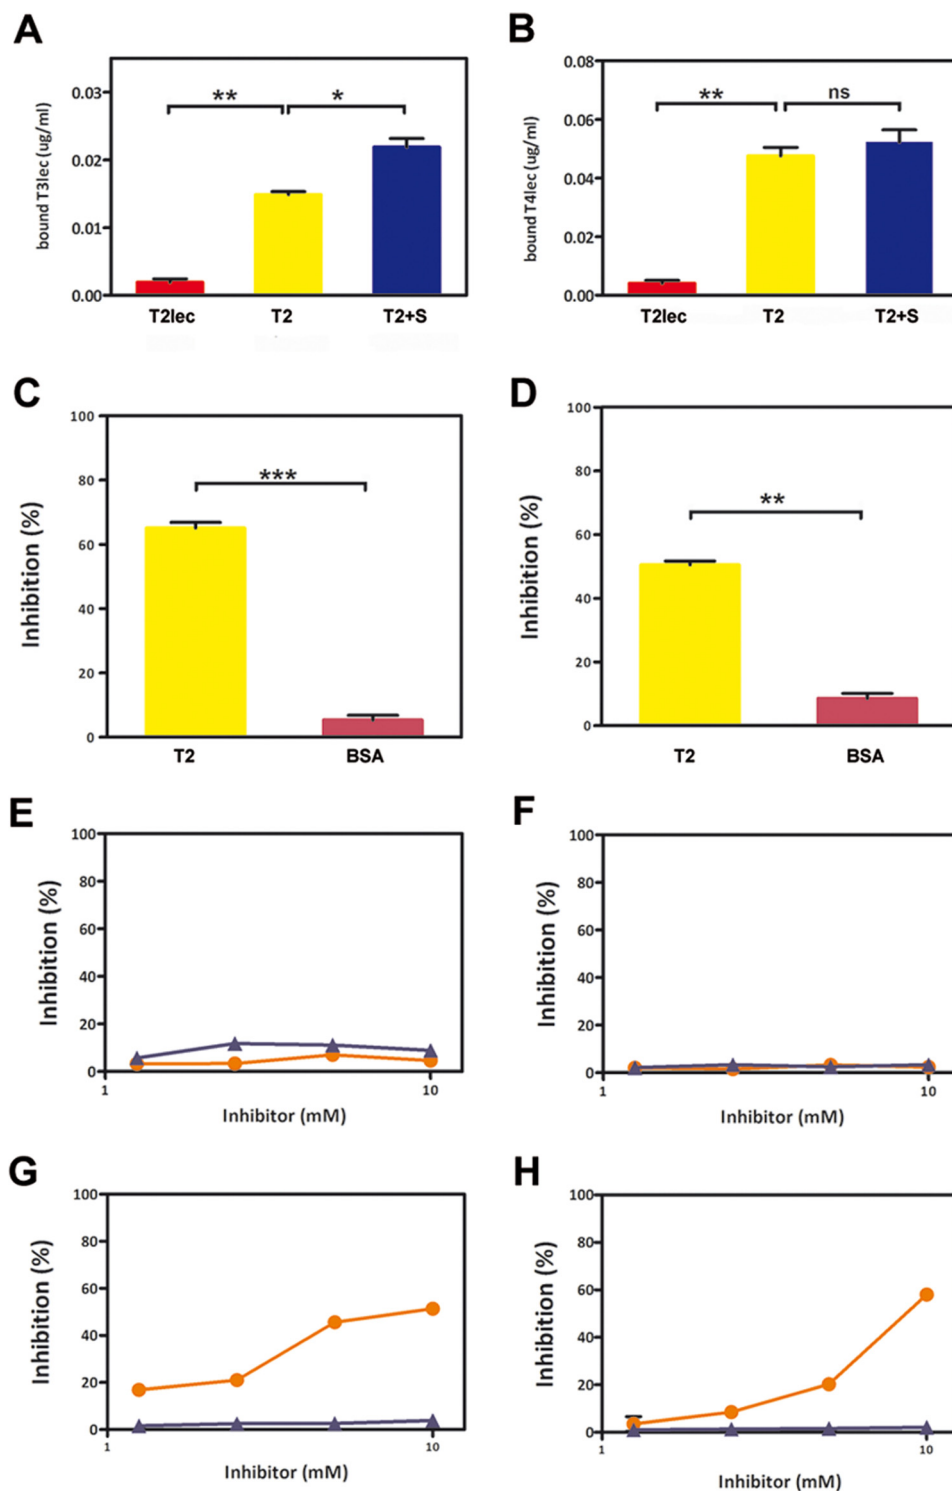 A
bound T3lec (ug/ml)
0.03
0.02
0.01
0.00
**
*
T2lec T2 T2+S
B
bound T4lec (ug/ml)
0.08
0.06
0.04
0.02
0.00
**
ns
T2lec T2 T2+S
C
Inhibition (%)
100
80
60
40
20
0
***
T2 BSA
D
Inhibition (%)
100
80
60
40
20
0
**
T2 BSA
E
Inhibition (%)
100
80
60
40
20
0
1 10
Inhibitor (mM)
F
Inhibition (%)
100
80
60
40
20
0
1 10
Inhibitor (mM)
G
Inhibition (%)
100
80
60
40
20
0
1 10
Inhibitor (mM)
H
Inhibition (%)
100
80
60
40
20
0
1 10
Inhibitor (mM)